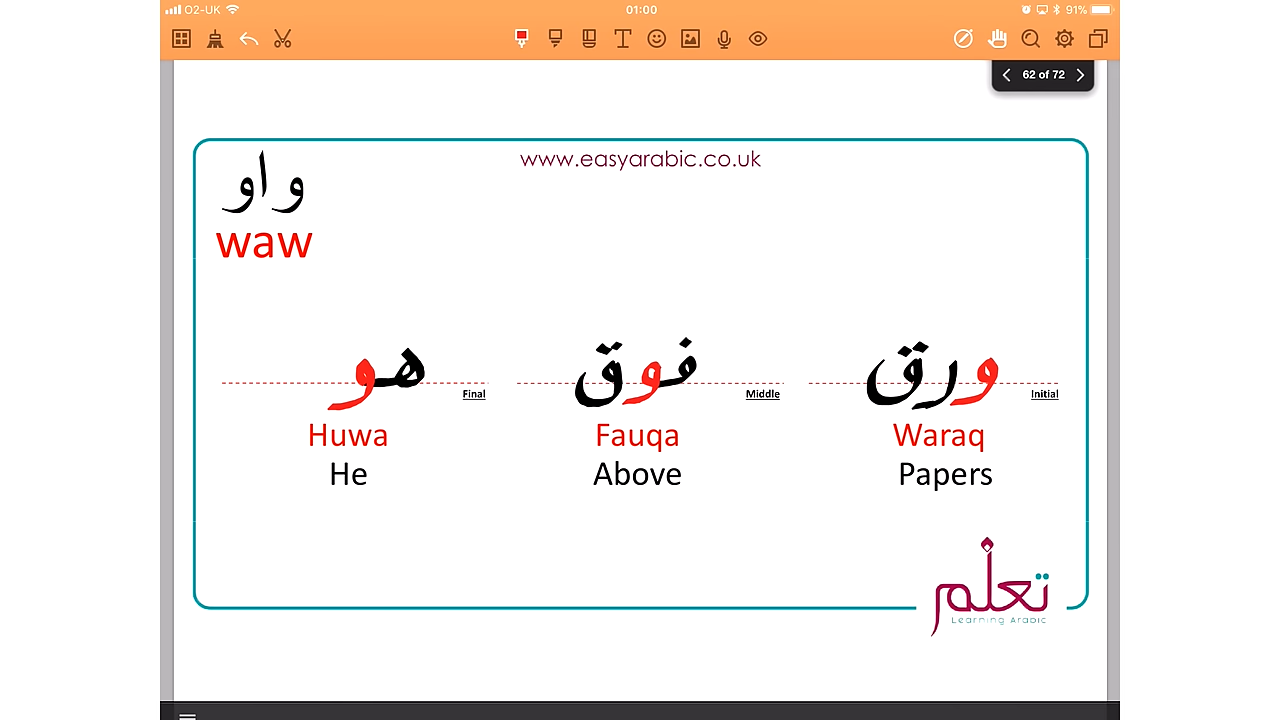 O2-UK 01:00 91%
62 of 72
www.easyarabic.co.uk
واو
waw
ورق فوق هو
Initial Middle Final
Huwa Fauqa Waraq
He Above Papers
تعلم
Learning Arabic